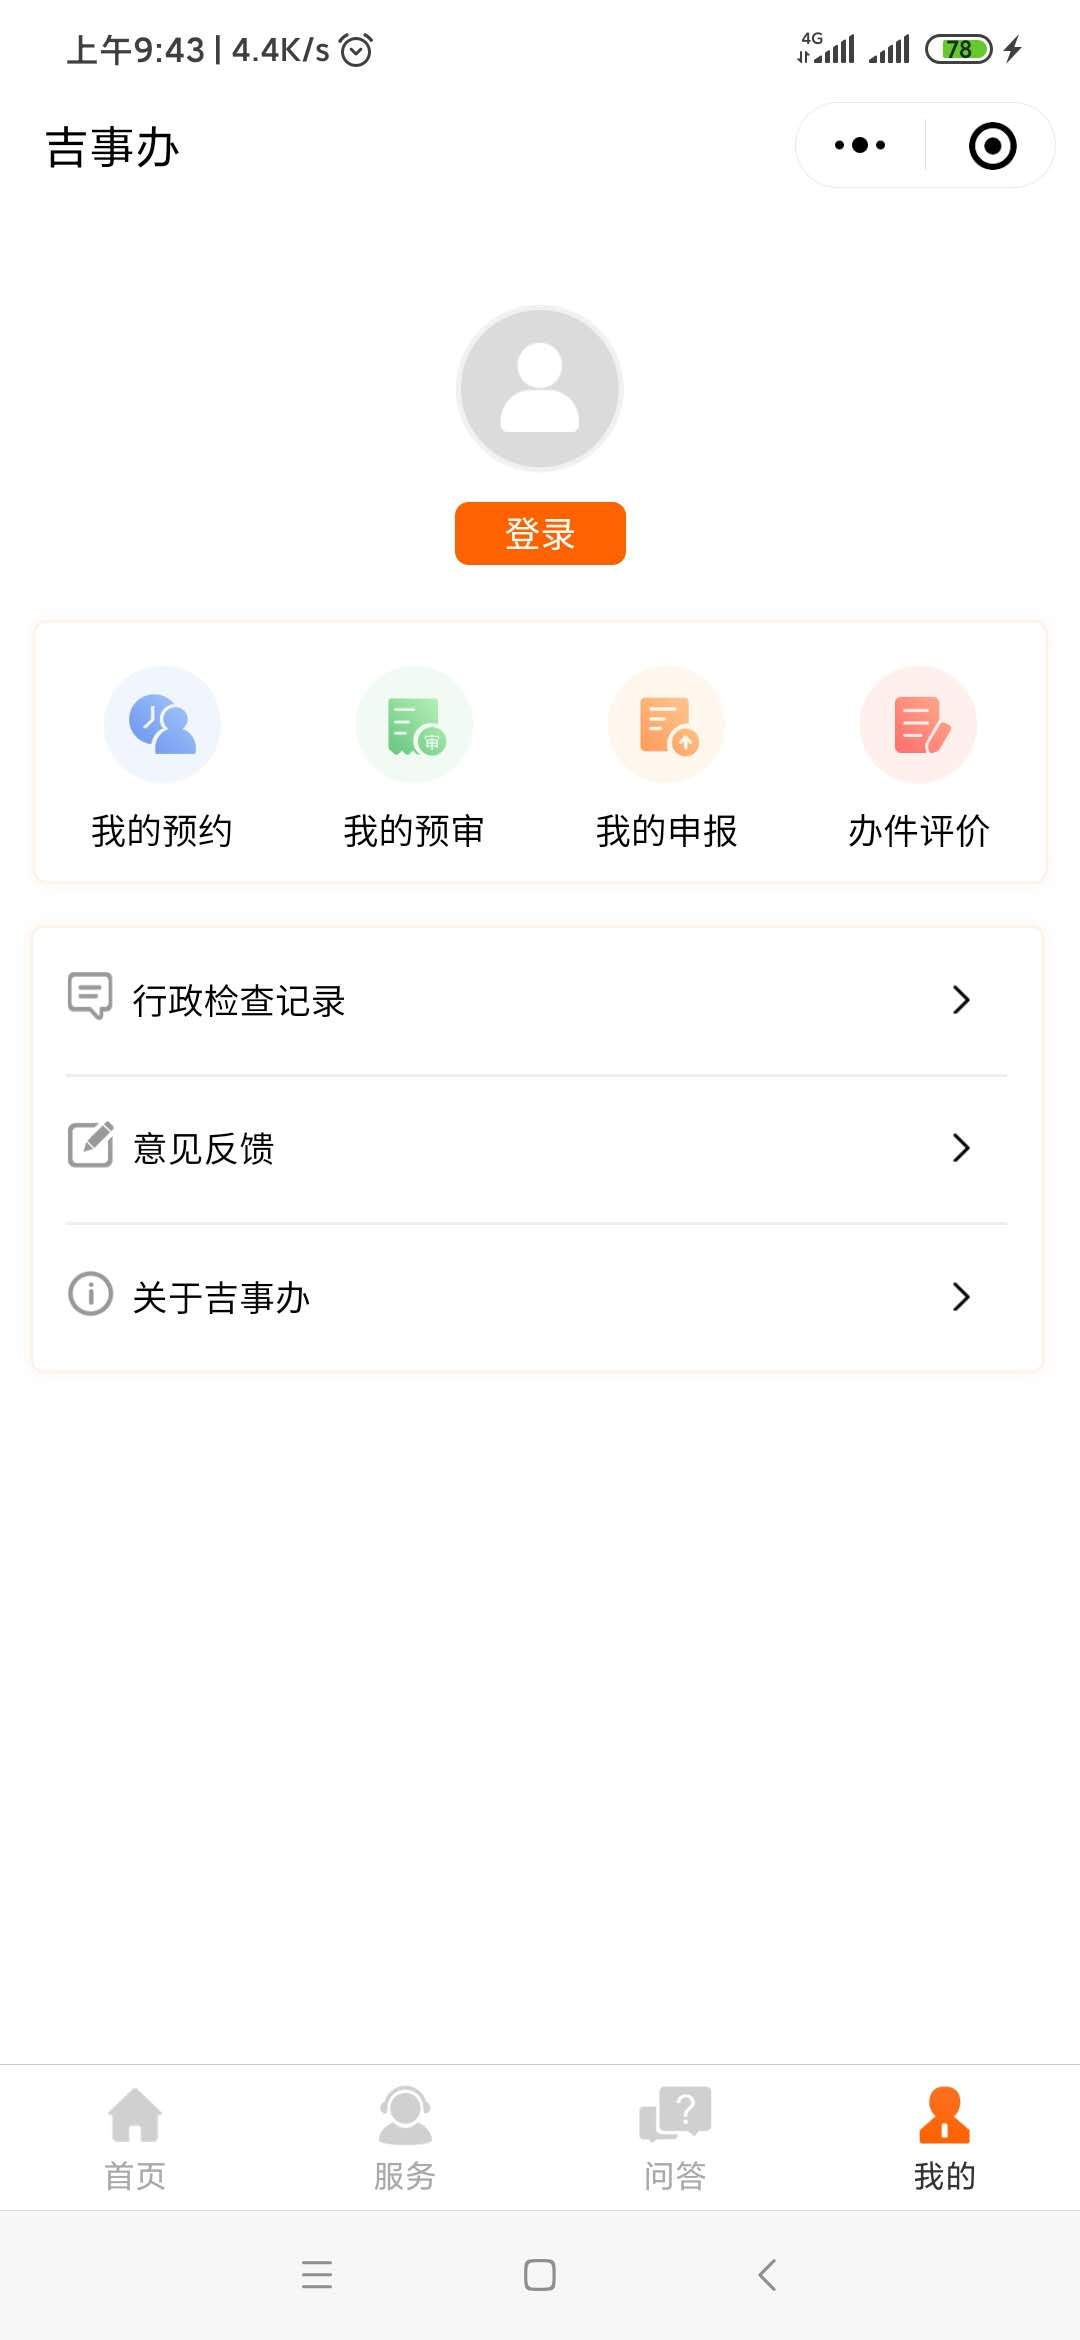 上午9:43 | 4.4K/s
4G
78
吉事办
登录
审
我的预约 我的预审 我的申报 办件评价
行政检查记录
意见反馈
关于吉事办
首页 服务 问答 我的